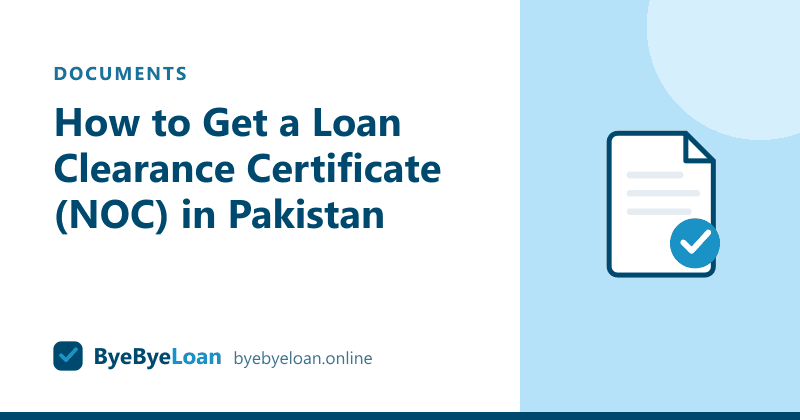 DOCUMENTS
How to Get a Loan
Clearance Certificate
(NOC) in Pakistan
ByeByeLoan byebyeloan.online